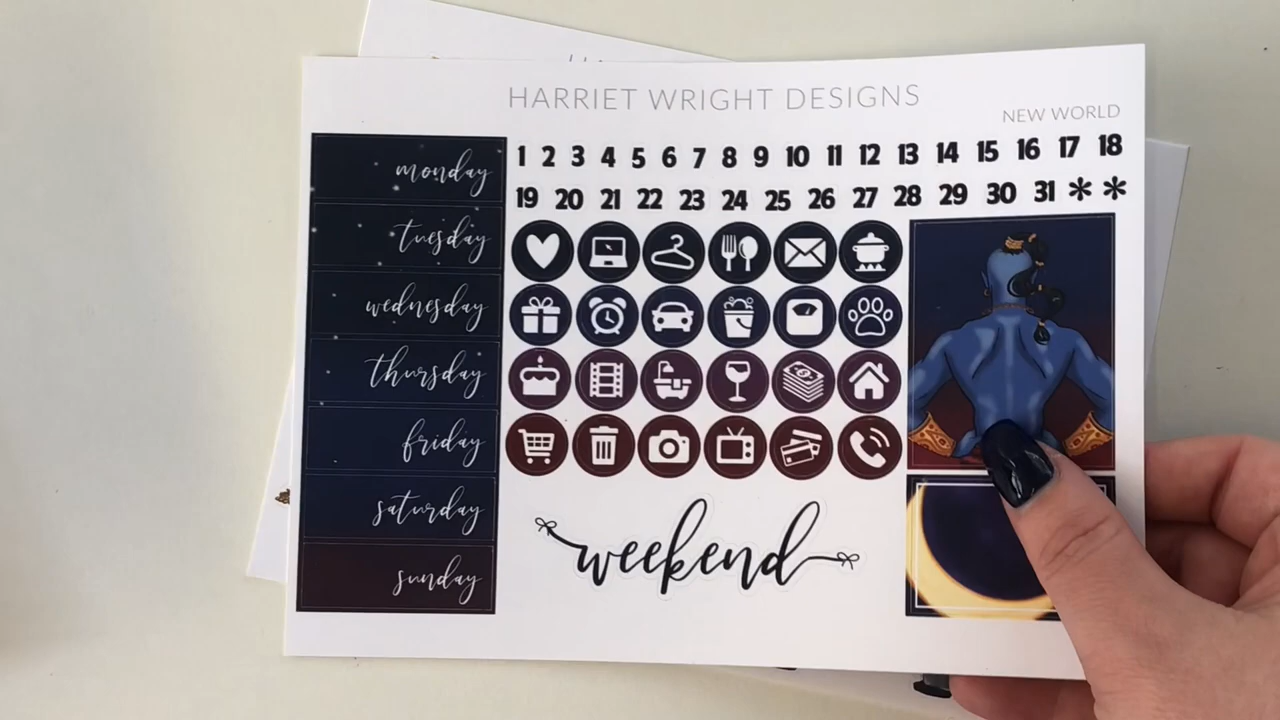 HARRIET WRIGHT DESIGNS
NEW WORLD
monday
tuesday
wednesday
thursday
friday
saturday
sunday
1 2 3 4 5 6 7 8 9 10 11 12 13 14 15 16 17 18
19 20 21 22 23 24 25 26 27 28 29 30 31 * *
weekend